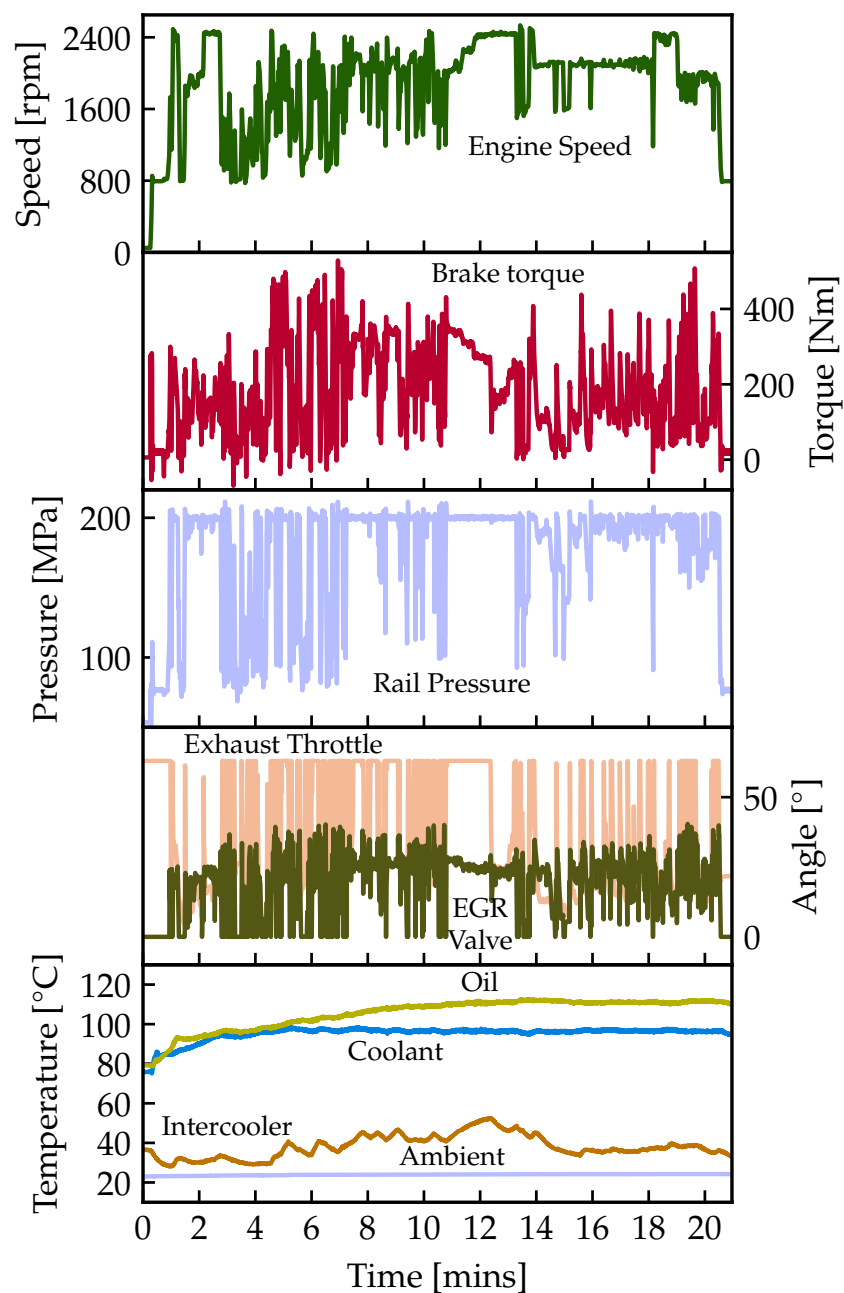 2400
1600
800
0
Speed [rpm]
Engine Speed
Brake torque
400
200
0
Torque [Nm]
200
100
Pressure [MPa]
Rail Pressure
Exhaust Throttle
50
0
Angle [°]
EGR
Valve
120
100
80
60
40
20
Temperature [°C]
Oil
Coolant
Intercooler
Ambient
0 2 4 6 8 10 12 14 16 18 20
Time [mins]